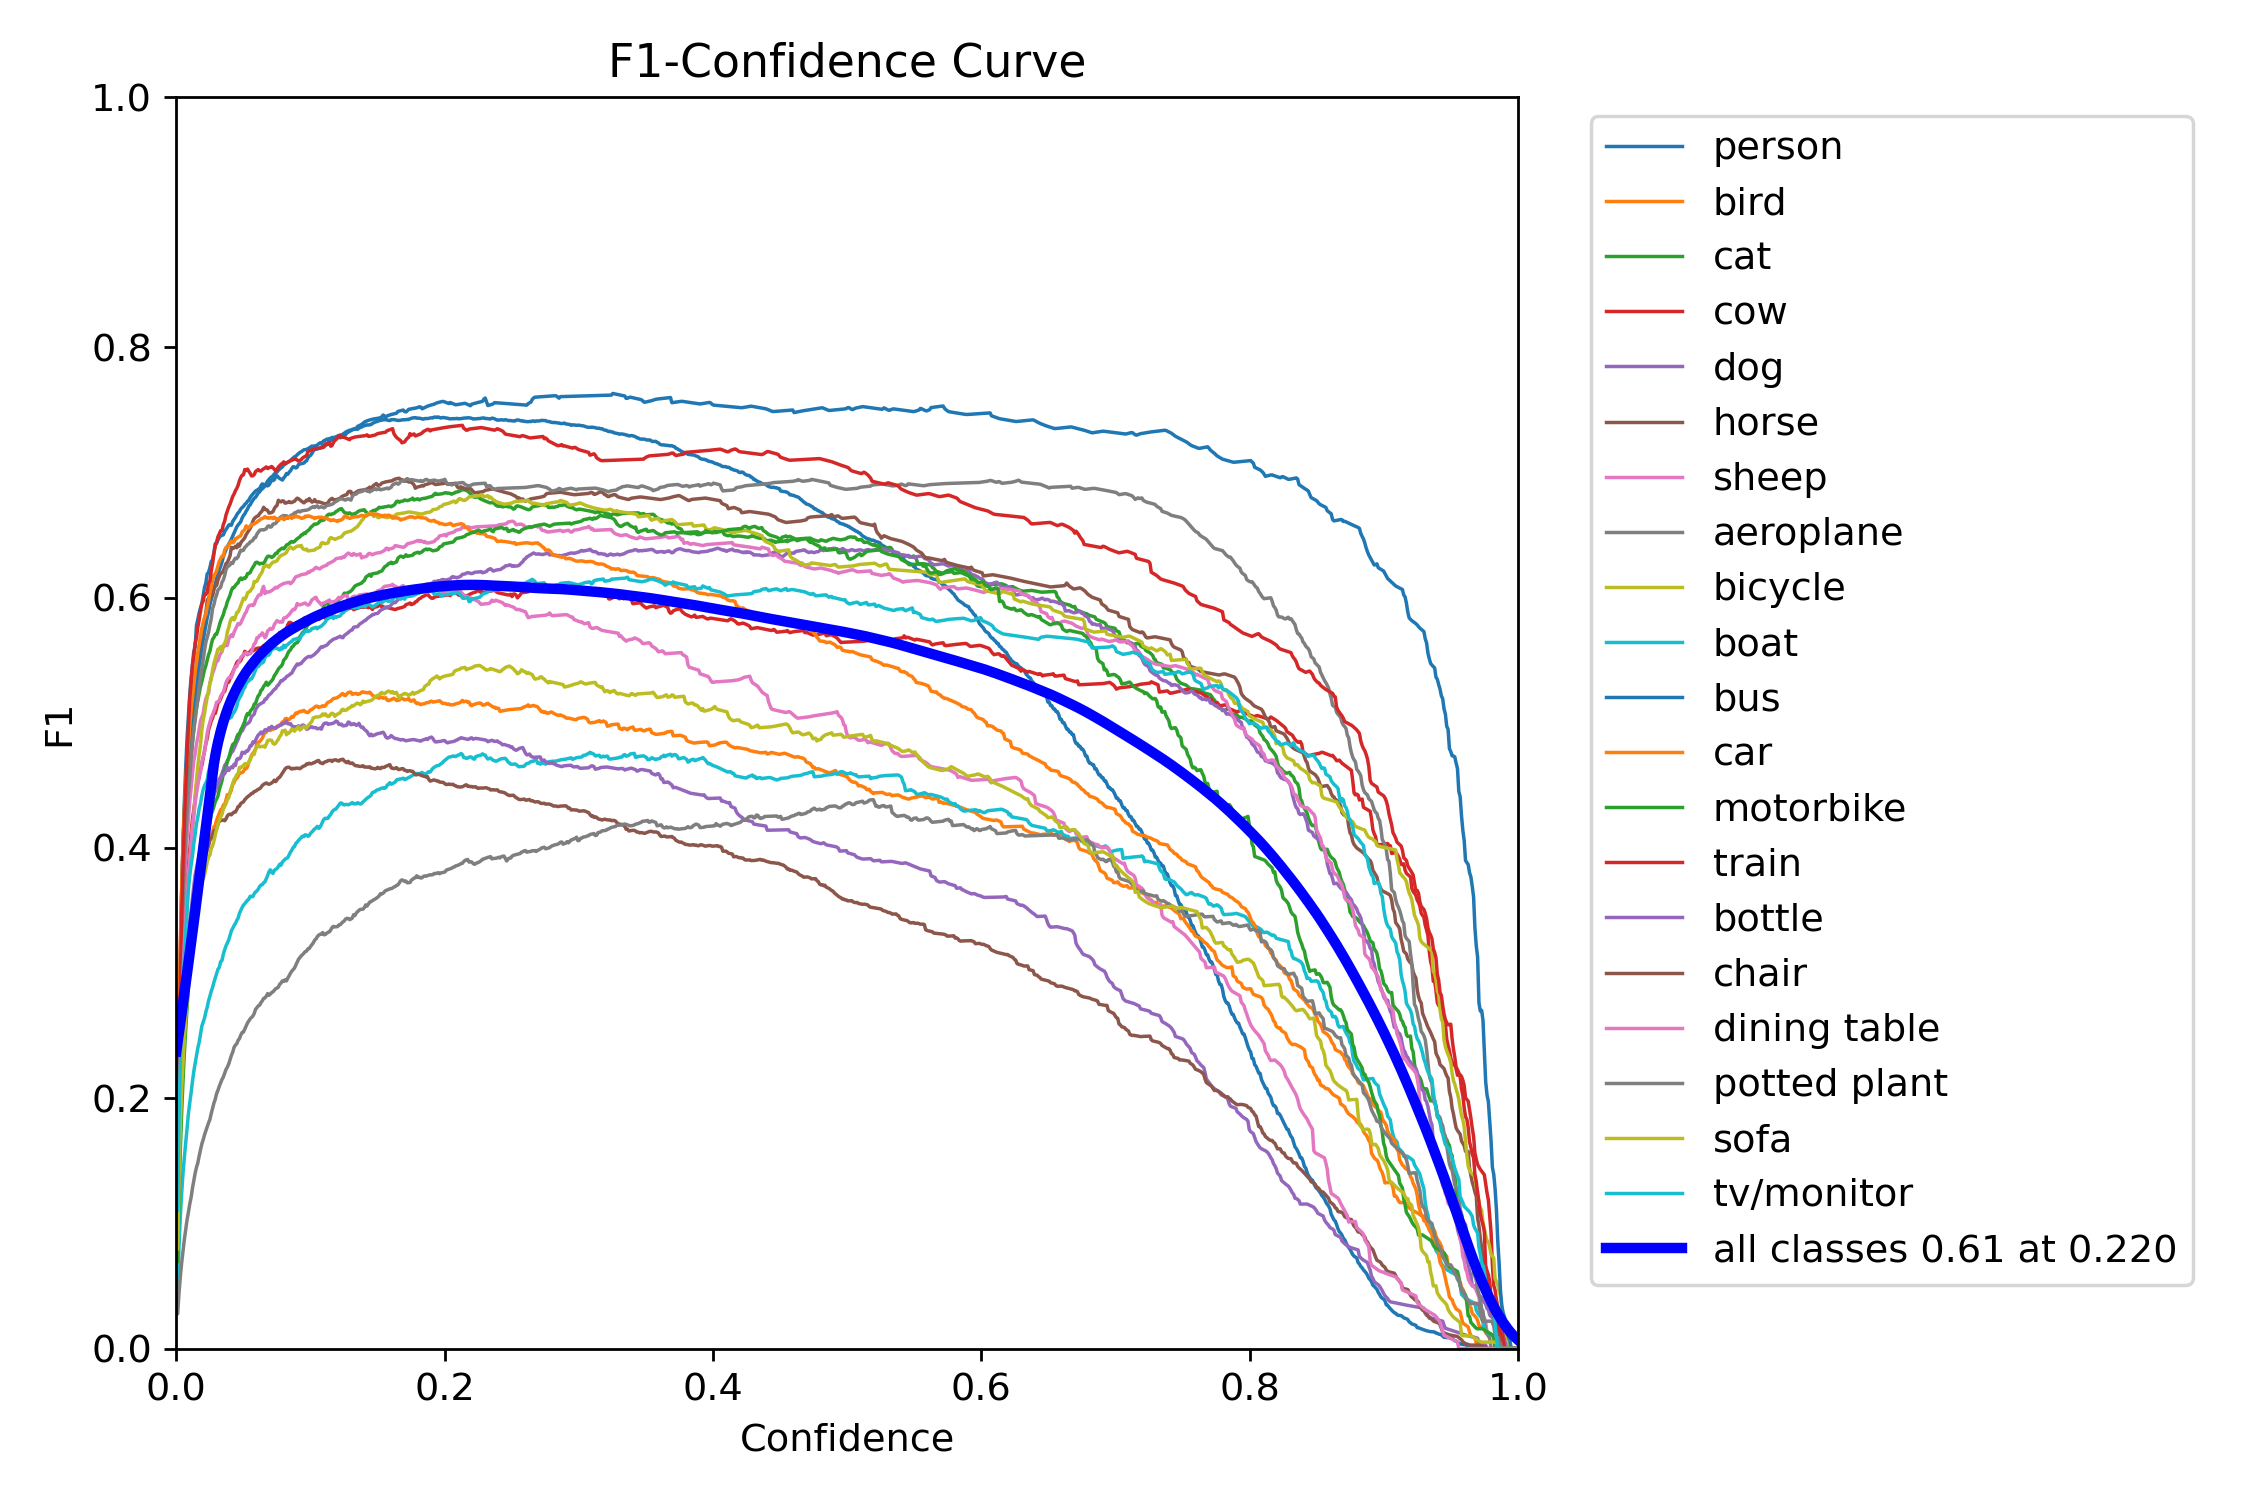 F1-Confidence Curve
1.0
0.8
0.6
0.4
0.2
0.0
F1
0.0 0.2 0.4 0.6 0.8 1.0
Confidence
person
bird
cat
cow
dog
horse
sheep
aeroplane
bicycle
boat
bus
car
motorbike
train
bottle
chair
dining table
potted plant
sofa
tv/monitor
all classes 0.61 at 0.220